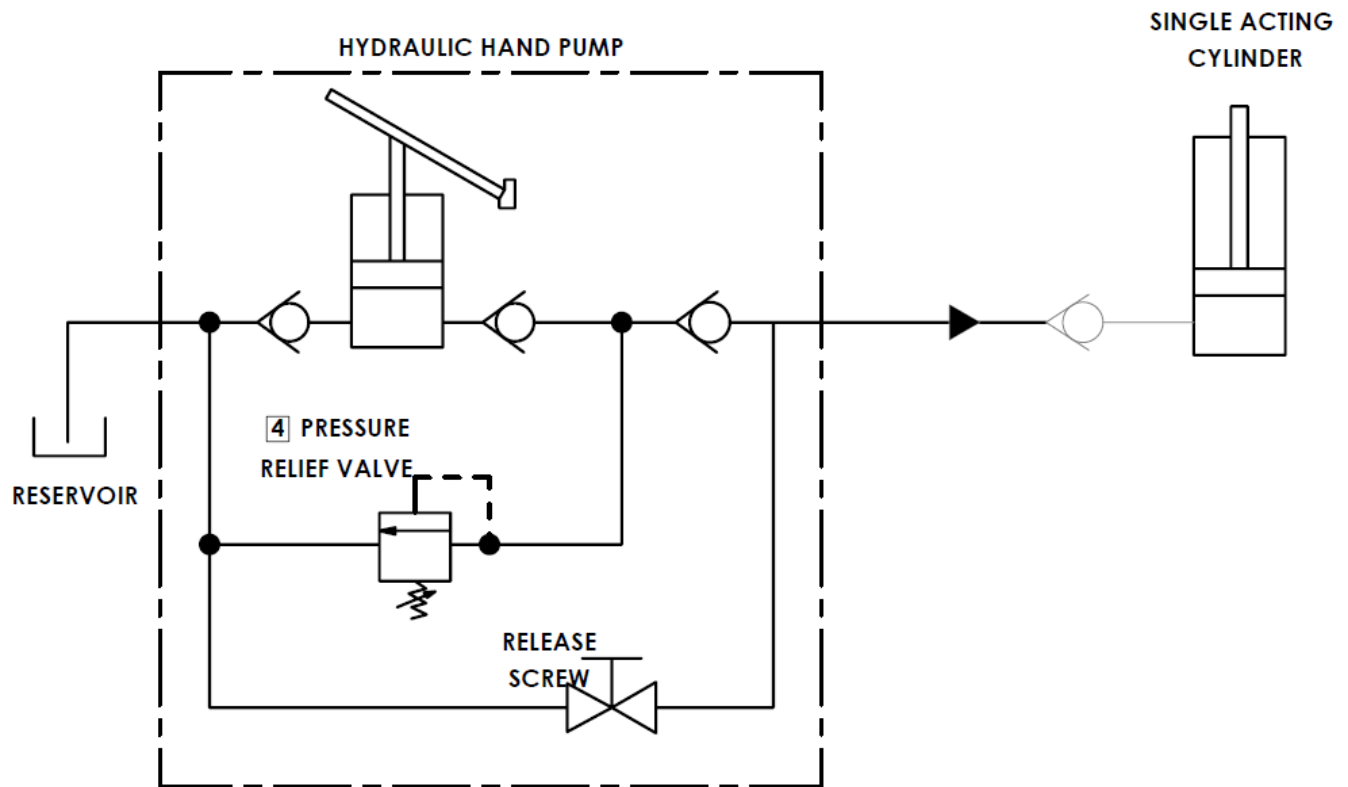 HYDRAULIC HAND PUMP
SINGLE ACTING
CYLINDER
4 PRESSURE
RELIEF VALVE
RESERVOIR
RELEASE
SCREW